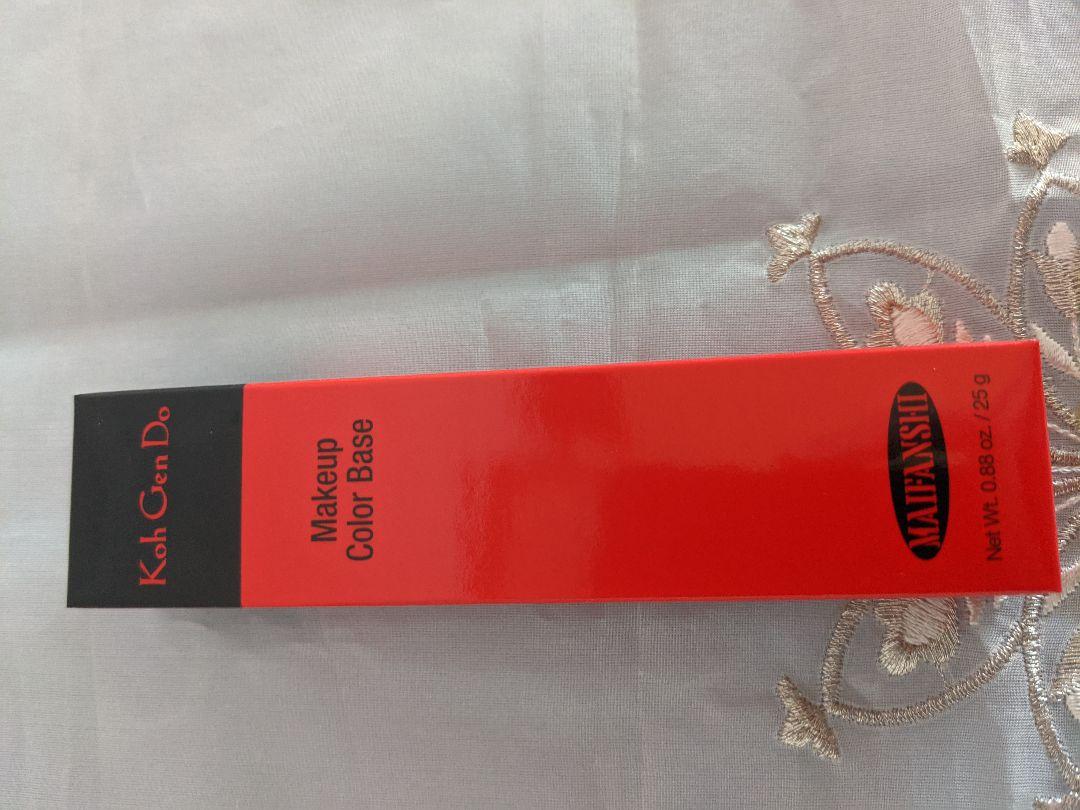 Koh Gen Do
Makeup
Color Base
MAIFANSHI
Net Wt. 0.88 oz. / 25 g